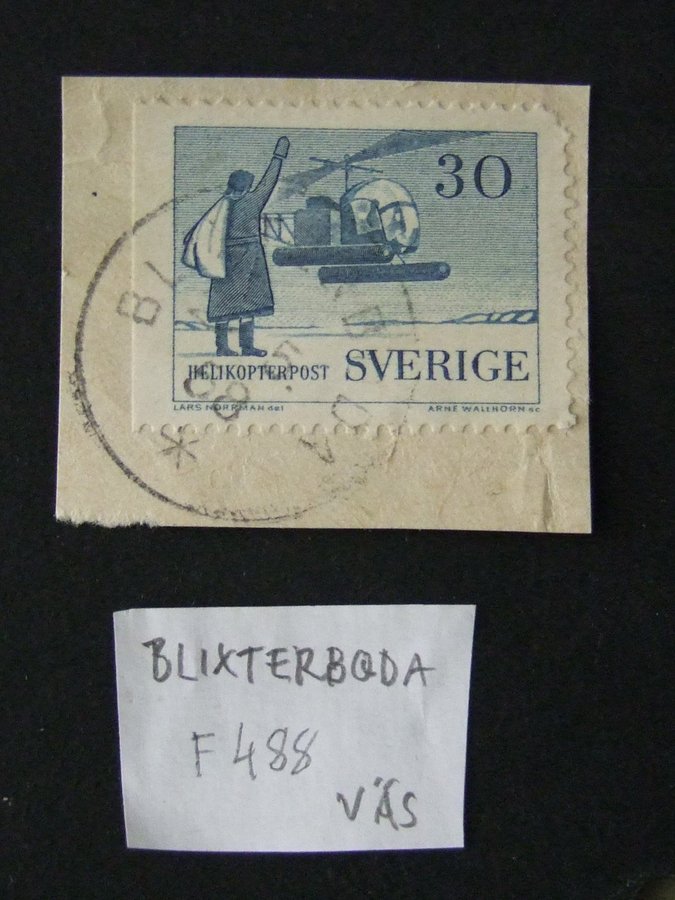 30
HELIKOPTERPOST SVERIGE
LARS NORRMAN del ARNE WALLHORN sc
BLIXTERBODA
F 488
VÄS